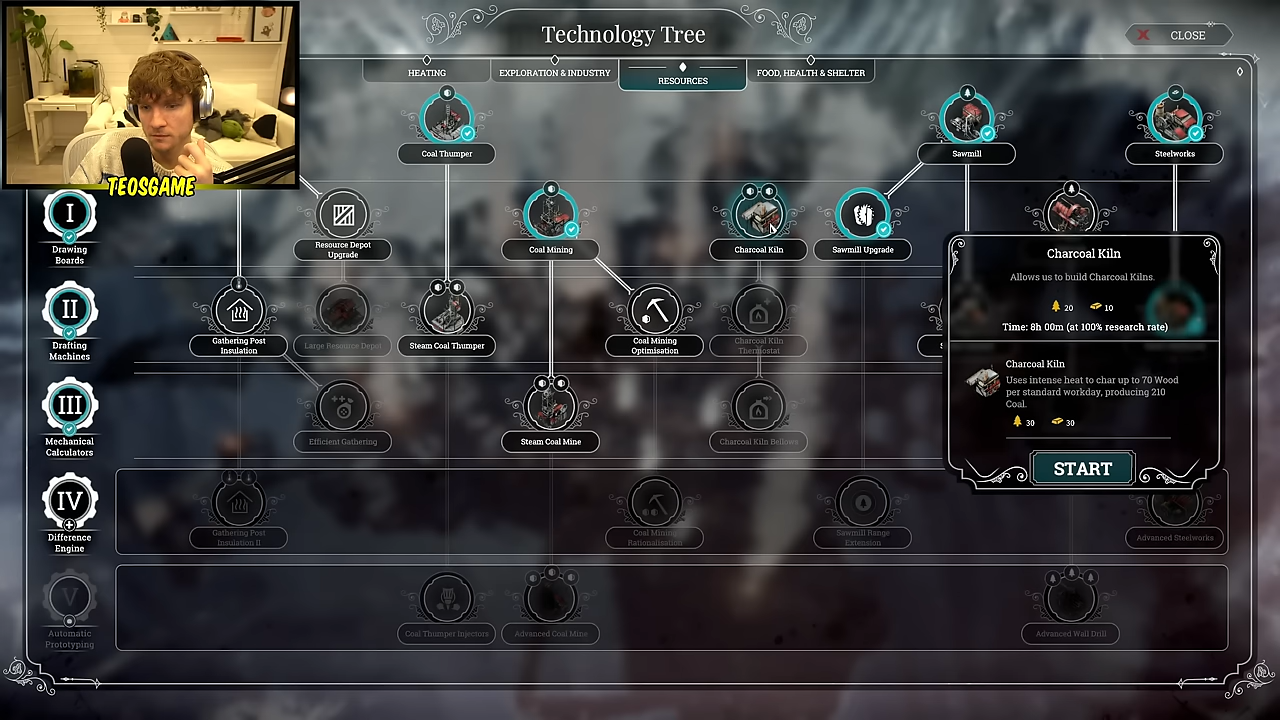 Technology Tree
CLOSE
HEATING
EXPLORATION & INDUSTRY
RESOURCES
FOOD, HEALTH & SHELTER
TEOSGAME
Coal Thumper
Sawmill
Steelworks
I
Drawing
Boards
Resource Depot
Upgrade
Coal Mining
Charcoal Kiln
Sawmill Upgrade
II
Drafting
Machines
Gathering Post
Insulation
Large Resource Depot
Steam Coal Thumper
Coal Mining
Optimisation
Charcoal Kiln
Thermostat
III
Mechanical
Calculators
Efficient Gathering
Steam Coal Mine
Charcoal Kiln Bellows
IV
Difference
Engine
Gathering Post
Insulation II
Coal Mining
Rationalisation
Sawmill Range
Extension
Advanced Steelworks
V
Automatic
Prototyping
Coal Thumper Injectors
Advanced Coal Mine
Advanced Wall Drill
Charcoal Kiln
Allows us to build Charcoal Kilns.
20 10
Time: 8h 00m (at 100% research rate)
Charcoal Kiln
Uses intense heat to char up to 70 Wood
per standard workday, producing 210
Coal.
30 30
START